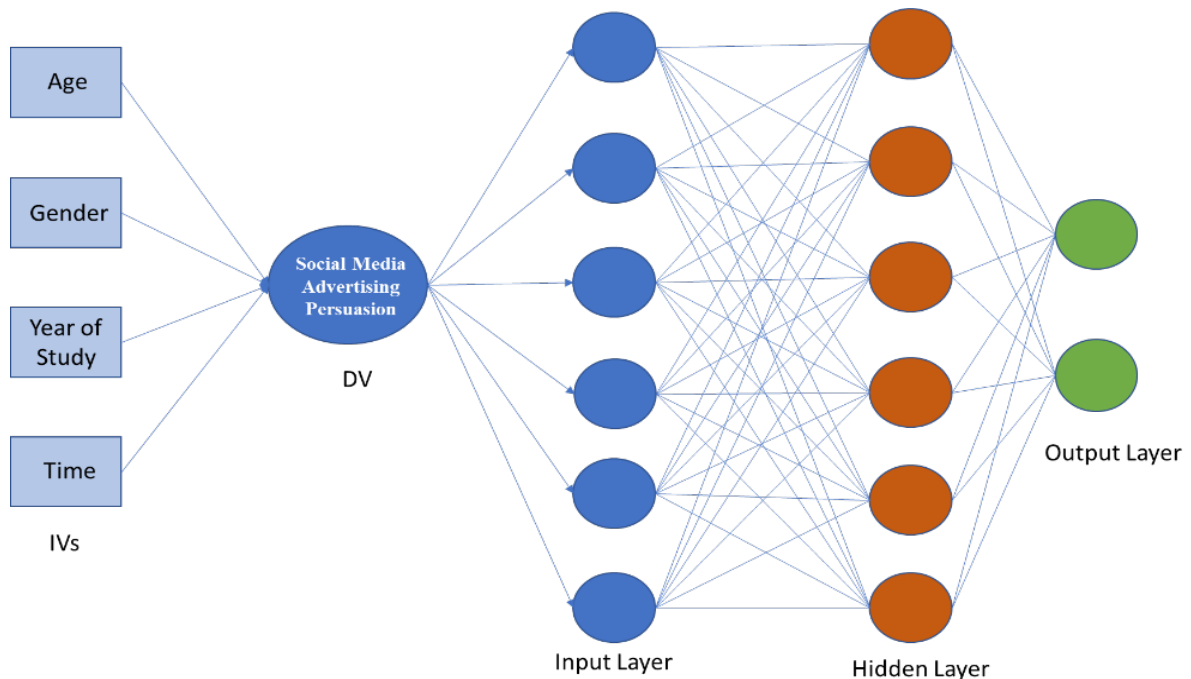 Age
Gender
Year of
Study
Time
IVs
Social Media
Advertising
Persuasion
DV
Input Layer
Hidden Layer
Output Layer